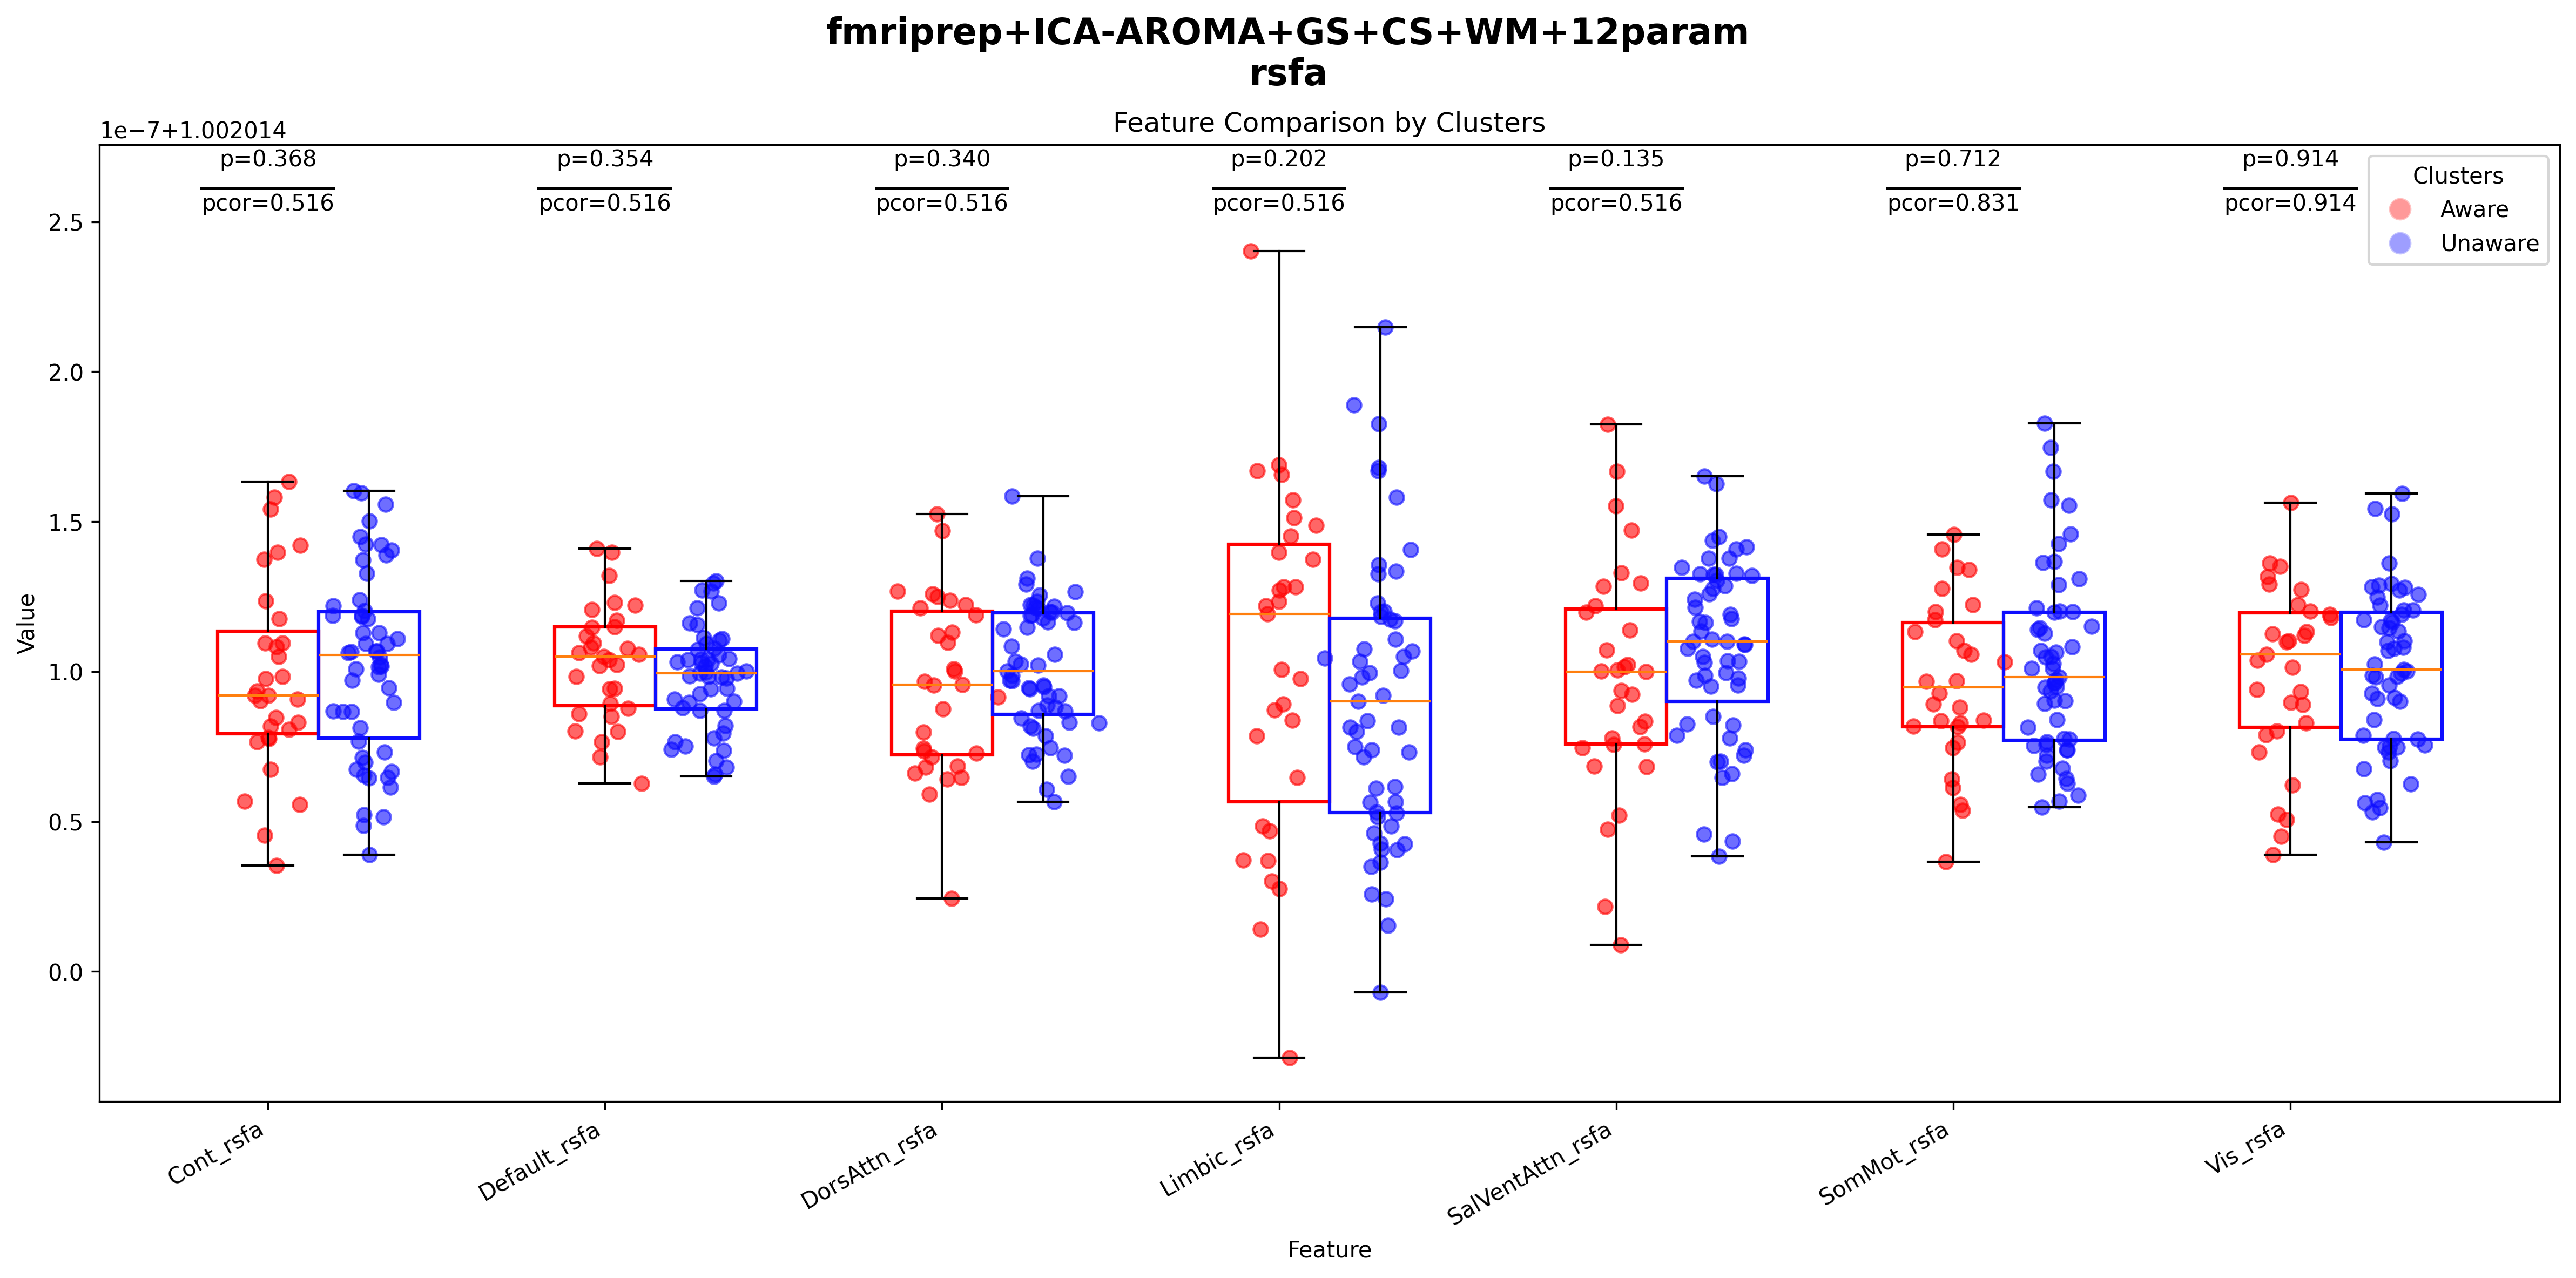 fmriprep+ICA-AROMA+GS+CS+WM+12param
rsfa
Feature Comparison by Clusters
1e−7+1.002014
p=0.368 p=0.354 p=0.340 p=0.202 p=0.135 p=0.712 p=0.914
pcor=0.516 pcor=0.516 pcor=0.516 pcor=0.516 pcor=0.516 pcor=0.831 pcor=0.914
Clusters
Aware
Unaware
2.5
2.0
1.5
1.0
0.5
0.0
Value
Cont_rsfa Default_rsfa DorsAttn_rsfa Limbic_rsfa SalVentAttn_rsfa SomMot_rsfa Vis_rsfa
Feature